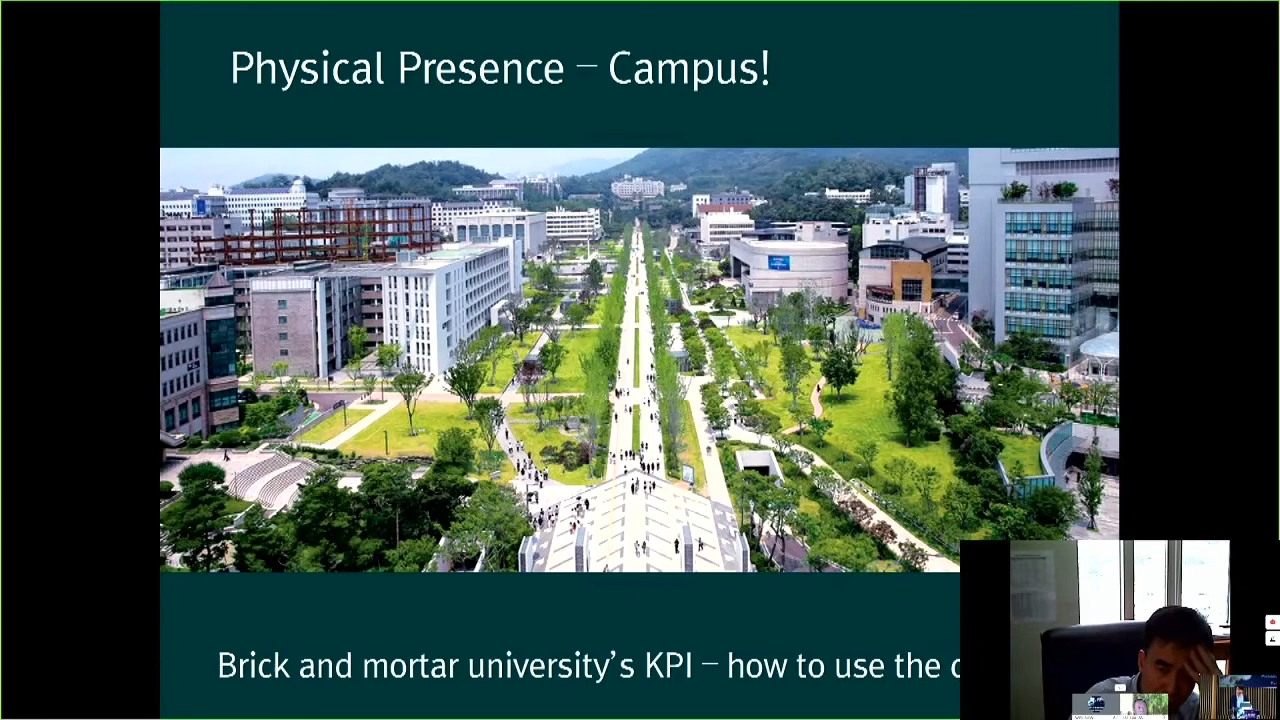 Physical Presence – Campus!
Brick and mortar university's KPI – how to use the